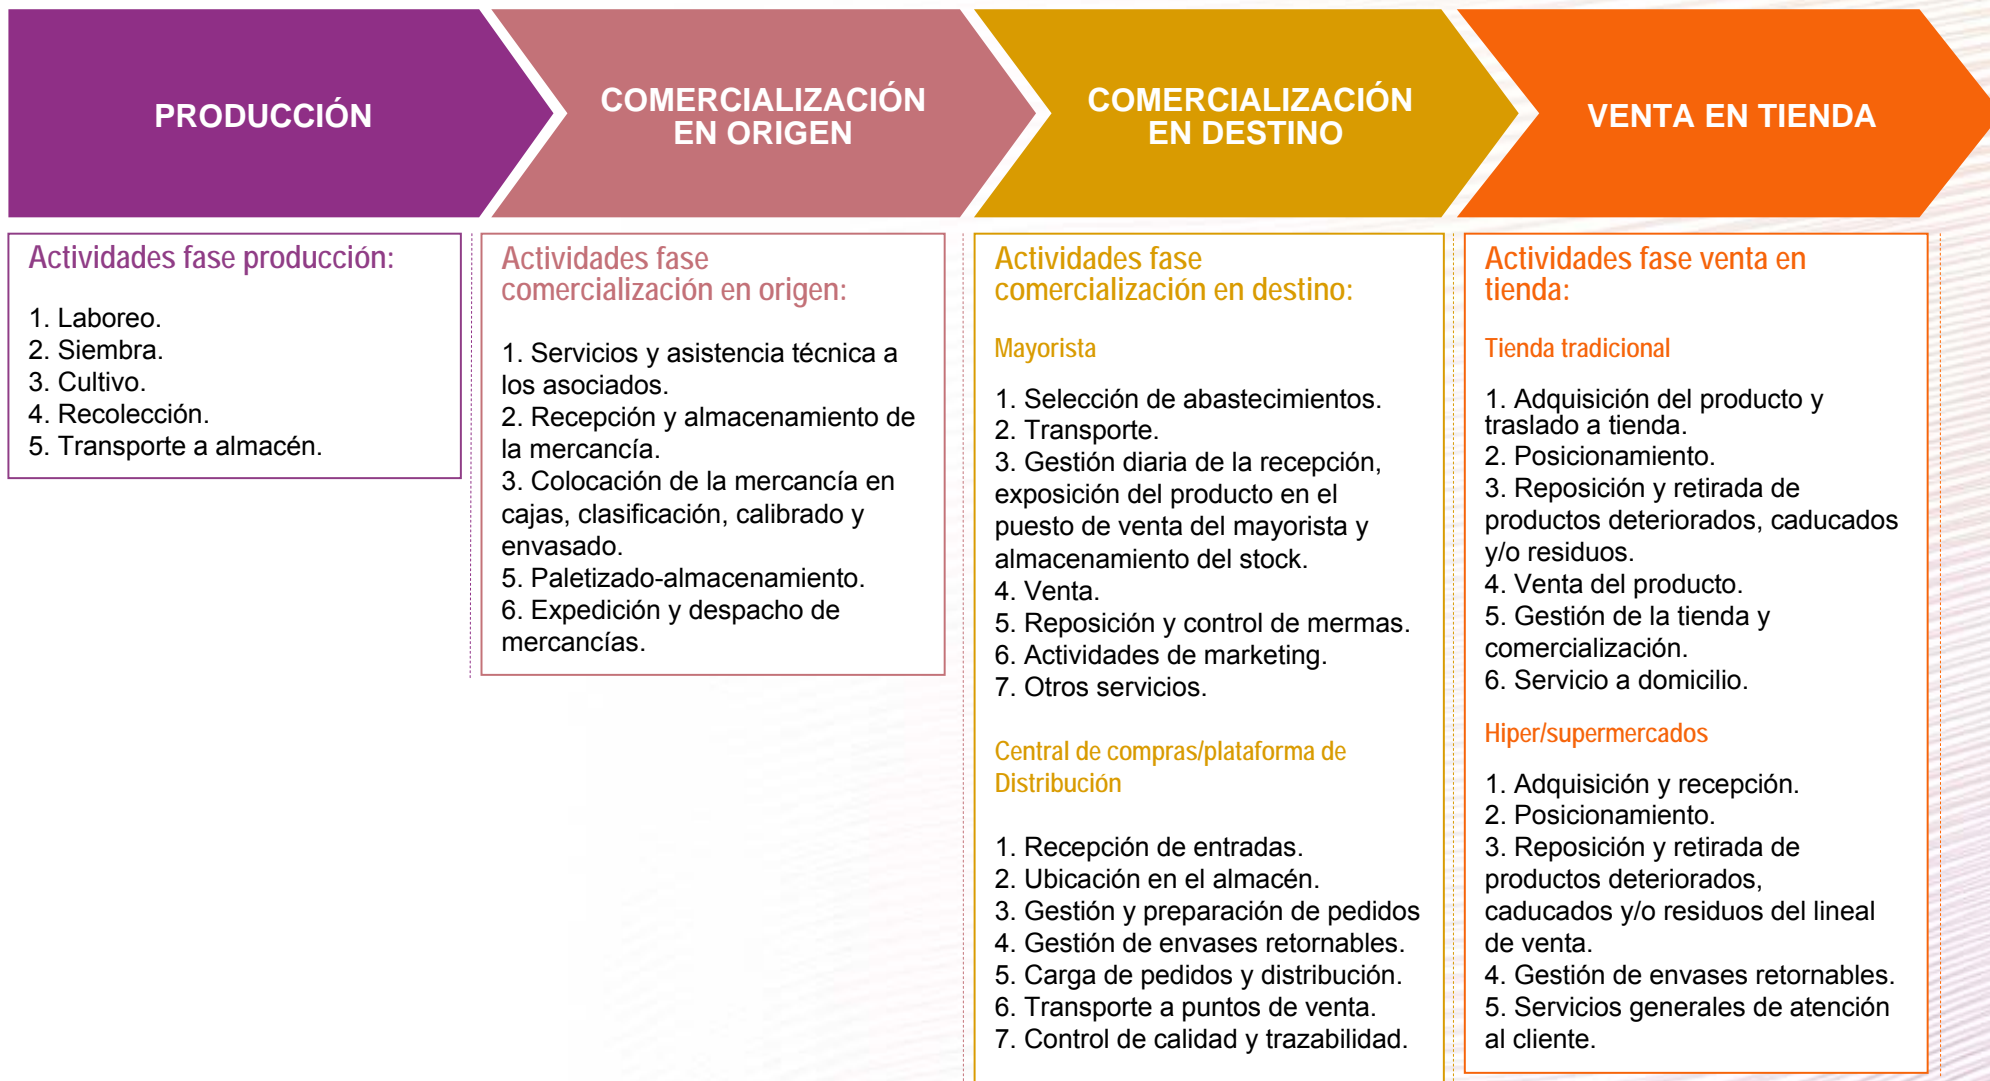 PRODUCCIÓN
COMERCIALIZACIÓN
EN ORIGEN
COMERCIALIZACIÓN
EN DESTINO
VENTA EN TIENDA
Actividades fase producción:
1. Laboreo.
2. Siembra.
3. Cultivo.
4. Recolección.
5. Transporte a almacén.
Actividades fase
comercialización en origen:
1. Servicios y asistencia técnica a
los asociados.
2. Recepción y almacenamiento de
la mercancía.
3. Colocación de la mercancía en
cajas, clasificación, calibrado y
envasado.
5. Paletizado-almacenamiento.
6. Expedición y despacho de
mercancías.
Actividades fase
comercialización en destino:
Mayorista
1. Selección de abastecimientos.
2. Transporte.
3. Gestión diaria de la recepción,
exposición del producto en el
puesto de venta del mayorista y
almacenamiento del stock.
4. Venta.
5. Reposición y control de mermas.
6. Actividades de marketing.
7. Otros servicios.
Central de compras/plataforma de
Distribución
1. Recepción de entradas.
2. Ubicación en el almacén.
3. Gestión y preparación de pedidos
4. Gestión de envases retornables.
5. Carga de pedidos y distribución.
6. Transporte a puntos de venta.
7. Control de calidad y trazabilidad.
Actividades fase venta en
tienda:
Tienda tradicional
1. Adquisición del producto y
traslado a tienda.
2. Posicionamiento.
3. Reposición y retirada de
productos deteriorados, caducados
y/o residuos.
4. Venta del producto.
5. Gestión de la tienda y
comercialización.
6. Servicio a domicilio.
Hiper/supermercados
1. Adquisición y recepción.
2. Posicionamiento.
3. Reposición y retirada de
productos deteriorados,
caducados y/o residuos del lineal
de venta.
4. Gestión de envases retornables.
5. Servicios generales de atención
al cliente.